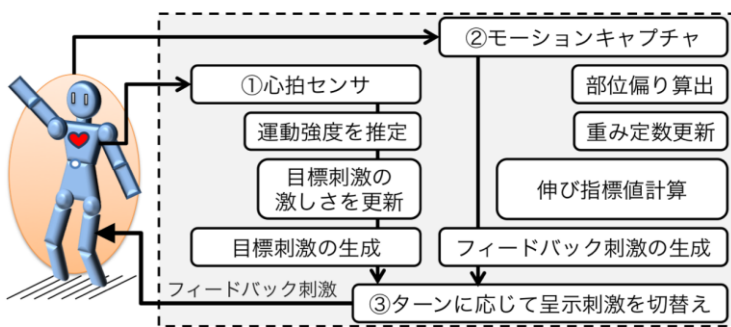 ②モーションキャプチャ
①心拍センサ
部位偏り算出
運動強度を推定
重み定数更新
目標刺激の
激しさを更新
伸び指標値計算
目標刺激の生成
フィードバック刺激の生成
フィードバック刺激
③ターンに応じて呈示刺激を切替え